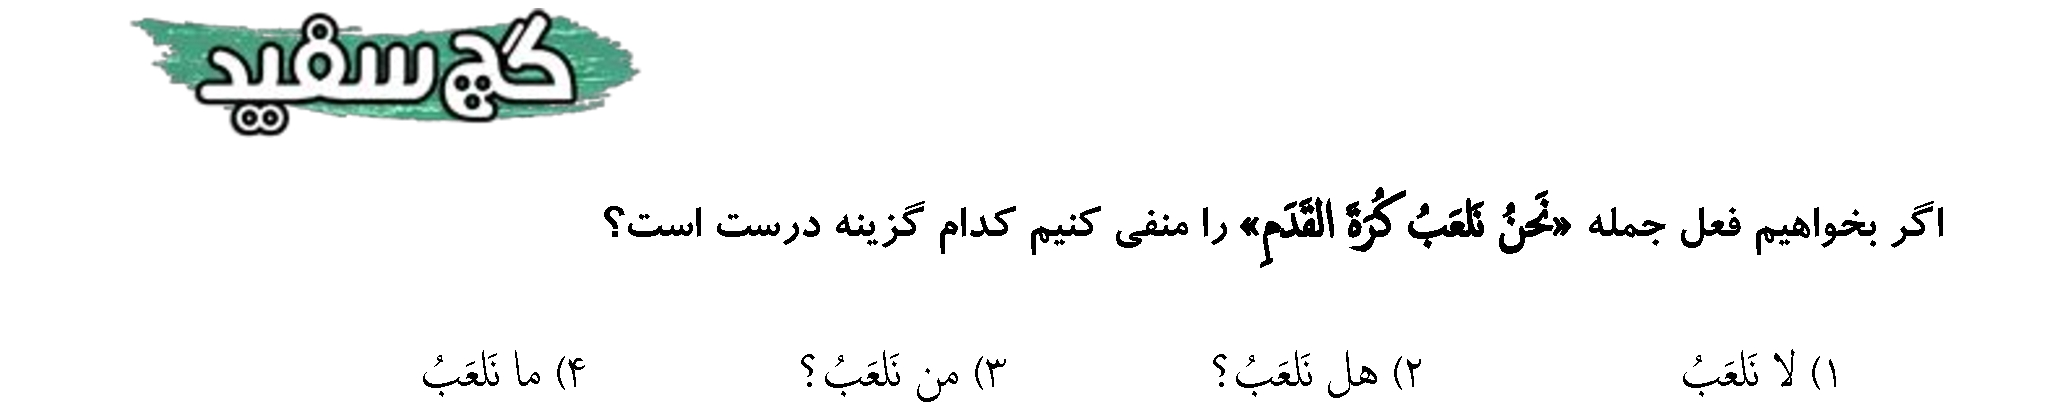 گچ سفید
اگر بخواهیم فعل جمله «نَحنُ نَلعَبُ كُرَةَ القَدَمِ» را منفی کنیم کدام گزینه درست است؟
۱) لا نَلعَبُ ۲) هل نَلعَبُ؟ ۳) من نَلعَبُ؟ ۴) ما نَلعَبُ